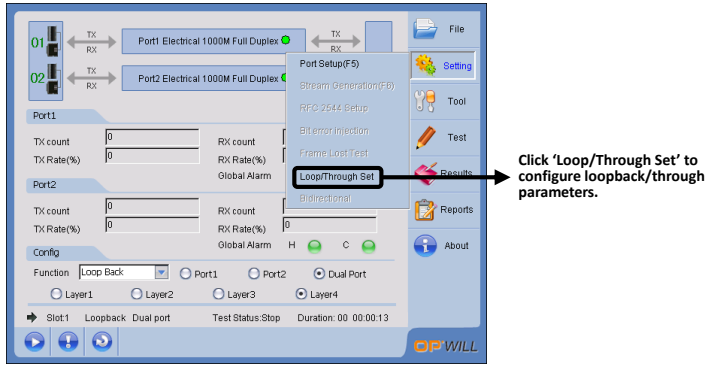 01
TX
RX
Port1 Electrical 1000M Full Duplex
TX
RX
02
TX
RX
Port2 Electrical 1000M Full Duplex
Port Setup(F5)
Stream Generation(F6)
RFC 2544 Setup
Bit error Injection
Frame Lost Test
Loop/Through Set
Bidirectional
File
Setting
Tool
Test
Results
Reports
About
Port1
TX count 0
RX count
TX Rate(%) 0
RX Rate(%)
Global Alarm
Port2
TX count 0
RX count
TX Rate(%) 0
RX Rate(%) 0
Global Alarm H C
Config
Function Loop Back Port1 Port2 Dual Port
Layer1 Layer2 Layer3 Layer4
Slot:1 Loopback Dual port Test Status:Stop Duration: 00 00:00:13
OPWILL
Click ‘Loop/Through Set’ to
configure loopback/through
parameters.